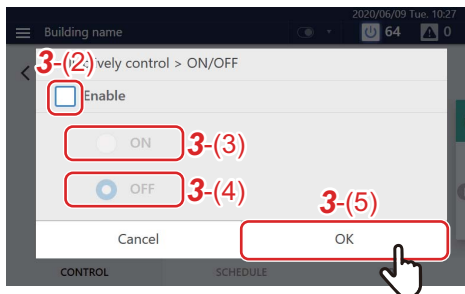 2020/06/09 Tue. 10:27
Building name
64
0
3-(2)
ively control > ON/OFF
Enable
ON
3-(3)
OFF
3-(4)
3-(5)
Cancel
OK
CONTROL
SCHEDULE